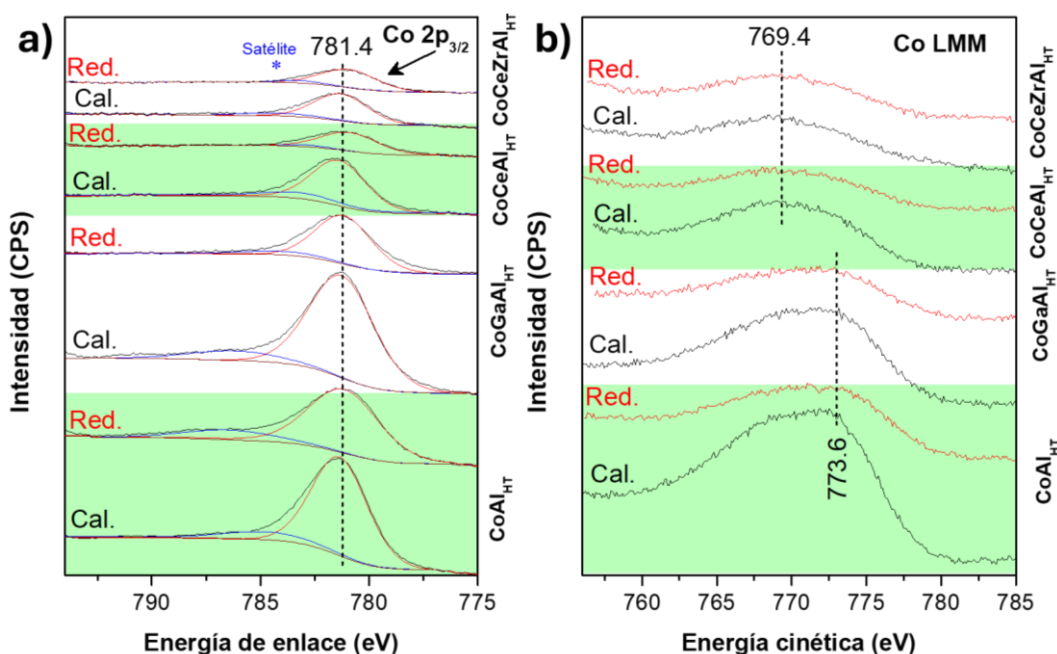 a)
Satélite
*
781.4
Co 2p3/2
Red.
Cal.
CoCeZrAlHT
Red.
Cal.
CoCeAlHT
Red.
Cal.
CoGaAlHT
Red.
Cal.
CoAlHT
Intensidad (CPS)
790
785
780
775
Energía de enlace (eV)
b)
769.4
Co LMM
Red.
Cal.
CoCeZrAlHT
Red.
Cal.
CoCeAlHT
Red.
Cal.
CoGaAlHT
Red.
Cal.
773.6
CoAlHT
Intensidad (CPS)
760
765
770
775
780
785
Energía cinética (eV)